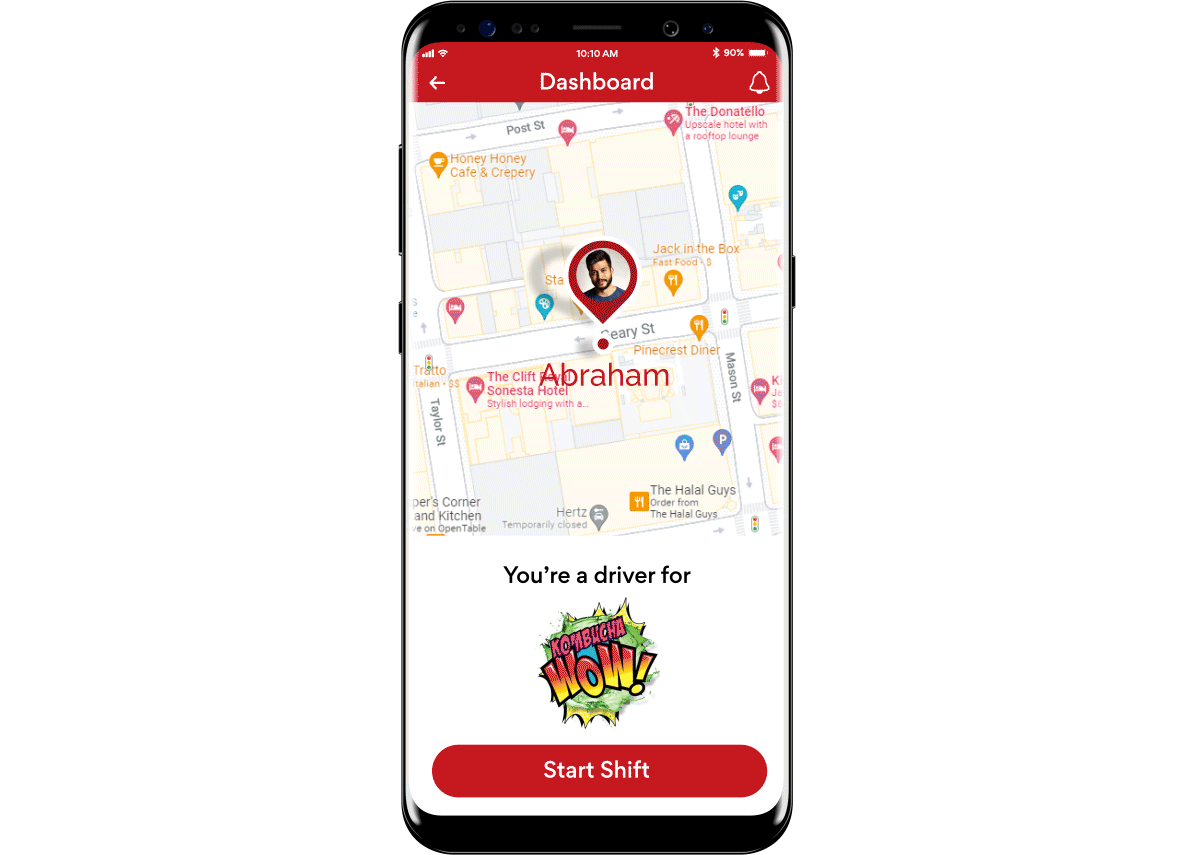 10:10 AM
90%
Dashboard
The Donatello
Upscale hotel with
a rooftop lounge
Post St
Honey Honey
Cafe & Crepery
Jack in the Box
Fast Food • $
Sta
Geary St
Pinecrest Diner
Mason St
Tratto
Italian • $$
The Clift Royal
Sonesta Hotel
Stylish lodging with a...
Abraham
Taylor St
P
The Halal Guys
Order from
The Halal Guys
per's Corner
and Kitchen
ve on OpenTable
Hertz
Temporarily closed
You're a driver for
KOMBUCHA
WOW!
Start Shift